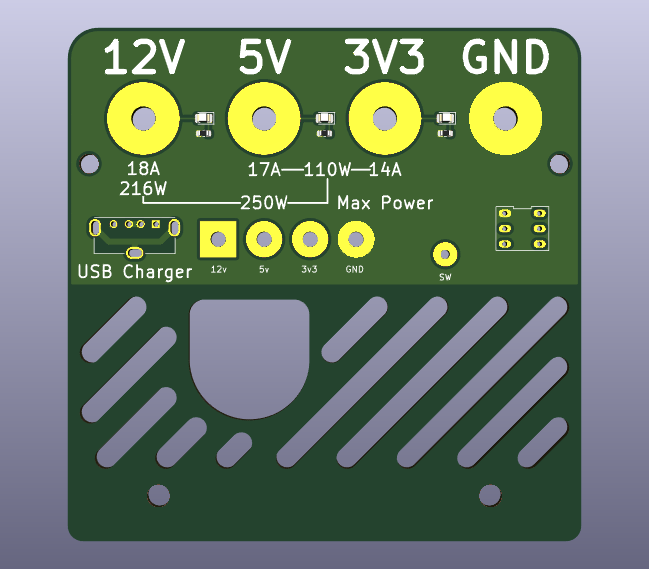 12V 5V 3V3 GND
18A 17A 110W 14A
216W
250W Max Power
USB Charger
12v 5v 3v3 GND
SW